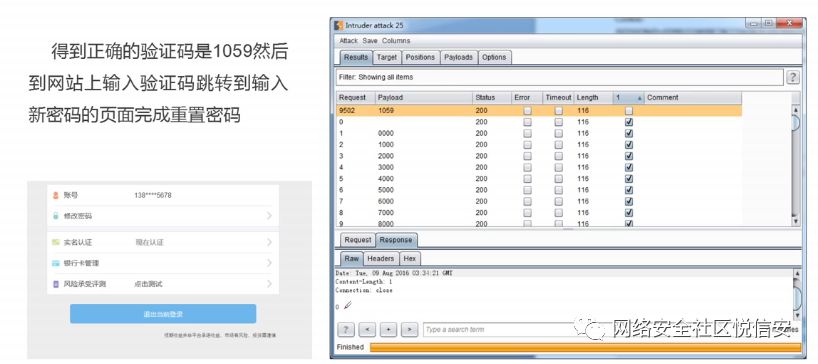 得到正确的验证码是1059然后
到网站上输入验证码跳转到输入
新密码的页面完成重置密码
账号 138****5678
修改密码
实名认证 现在认证
银行卡管理
风险承受评测 点击测试
退出当前登录
Intruder attack 25
Attack Save Columns
Results Target Positions Payloads Options
Filter: Showing all items
?
Request Payload Status Error Timeout Length 1 Comment
9502 1059 200 116
0 200 116
1 0000 200 116
2 1000 200 116
3 2000 200 116
4 3000 200 116
5 4000 200 116
6 5000 200 116
7 6000 200 116
8 7000 200 116
9 8000 200 116
Request Response
Raw Headers Hex
Date: Tue, 09 Aug 2016 03:34:21 GMT
Content-Length: 1
Connection: close
0
? < + > Type a search term
Finished
网络安全社区悦信安